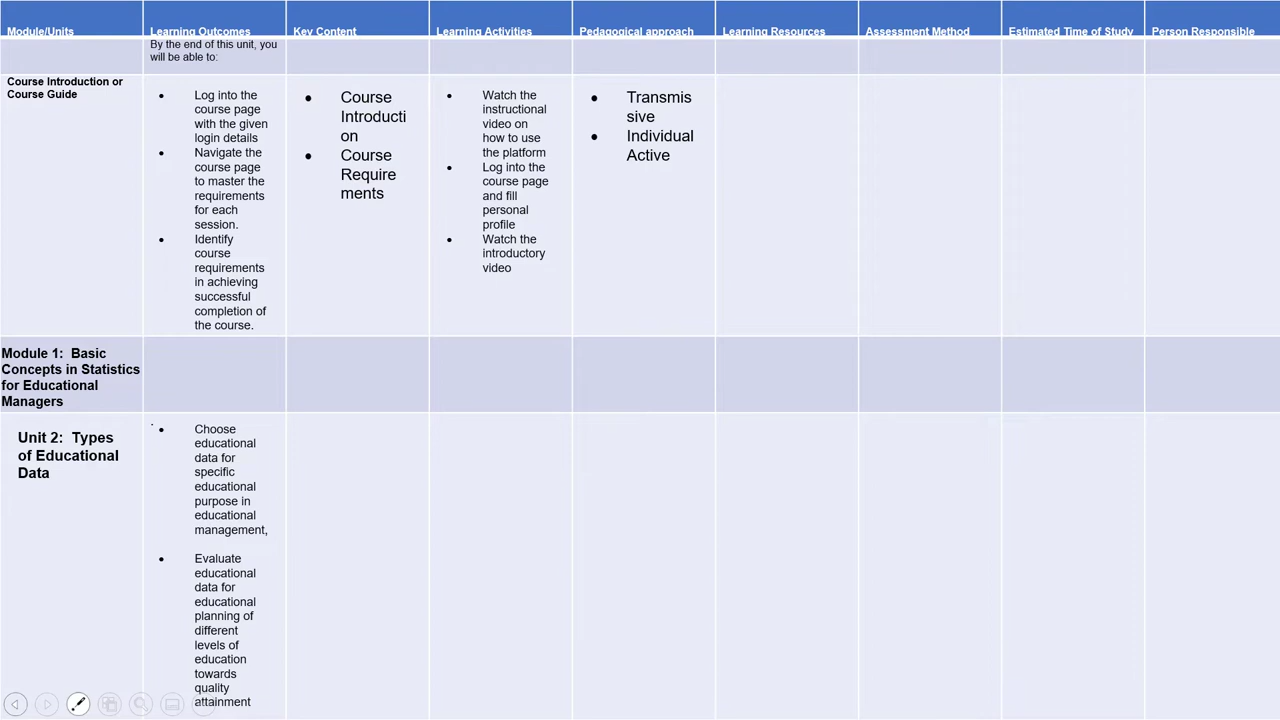 Module/Units
Learning Outcomes
Key Content
Learning Activities
Pedagogical approach
Learning Resources
Assessment Method
Estimated Time of Study
Person Responsible
By the end of this unit, you
will be able to:
Course Introduction or
Course Guide
• Log into the
course page
with the given
login details
• Navigate the
course page
to master the
requirements
for each
session.
• Identify
course
requirements
in achieving
successful
completion of
the course.
• Course
Introducti
on
• Course
Require
ments
• Watch the
instructional
video on
how to use
the platform
• Log into the
course page
and fill
personal
profile
• Watch the
introductory
video
• Transmis
sive
• Individual
Active
Module 1:  Basic
Concepts in Statistics
for Educational
Managers
Unit 2:  Types
of Educational
Data
.
• Choose
educational
data for
specific
educational
purpose in
educational
management,
• Evaluate
educational
data for
educational
planning of
different
levels of
education
towards
quality
attainment